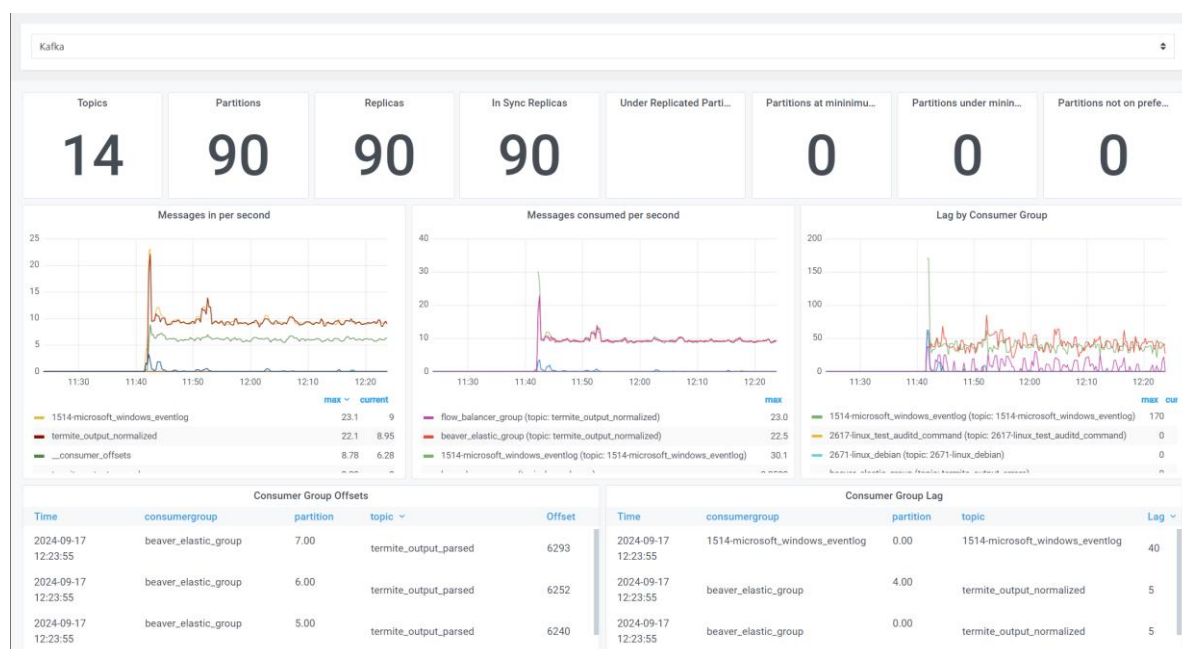 Kafka
Topics
14
Partitions
90
Replicas
90
In Sync Replicas
90
Under Replicated Parti...
Partitions at mininimu...
0
Partitions under minin...
0
Partitions not on prefe...
0
Messages in per second
25
20
15
10
5
0
11:30 11:40 11:50 12:00 12:10 12:20
max current
1514-microsoft_windows_eventlog 23.1 9
termite_output_normalized 22.1 8.95
__consumer_offsets 8.78 6.28
Messages consumed per second
40
30
20
10
0
11:30 11:40 11:50 12:00 12:10 12:20
max
flow_balancer_group (topic: termite_output_normalized) 23.0
beaver_elastic_group (topic: termite_output_normalized) 22.5
1514-microsoft_windows_eventlog (topic: 1514-microsoft_windows_eventlog) 30.1
Lag by Consumer Group
200
150
100
50
0
11:30 11:40 11:50 12:00 12:10 12:20
max cur
1514-microsoft_windows_eventlog (topic: 1514-microsoft_windows_eventlog) 170
2617-linux_test_auditd_command (topic: 2617-linux_test_auditd_command) 0
2671-linux_debian (topic: 2671-linux_debian) 0
Consumer Group Offsets
Time consumergroup partition topic Offset
2024-09-17 12:23:55 beaver_elastic_group 7.00 termite_output_parsed 6293
2024-09-17 12:23:55 beaver_elastic_group 6.00 termite_output_parsed 6252
2024-09-17 12:23:55 beaver_elastic_group 5.00 termite_output_parsed 6240
Consumer Group Lag
Time consumergroup partition topic Lag
2024-09-17 12:23:55 1514-microsoft_windows_eventlog 0.00 1514-microsoft_windows_eventlog 40
2024-09-17 12:23:55 beaver_elastic_group 4.00 termite_output_normalized 5
2024-09-17 12:23:55 beaver_elastic_group 0.00 termite_output_normalized 5